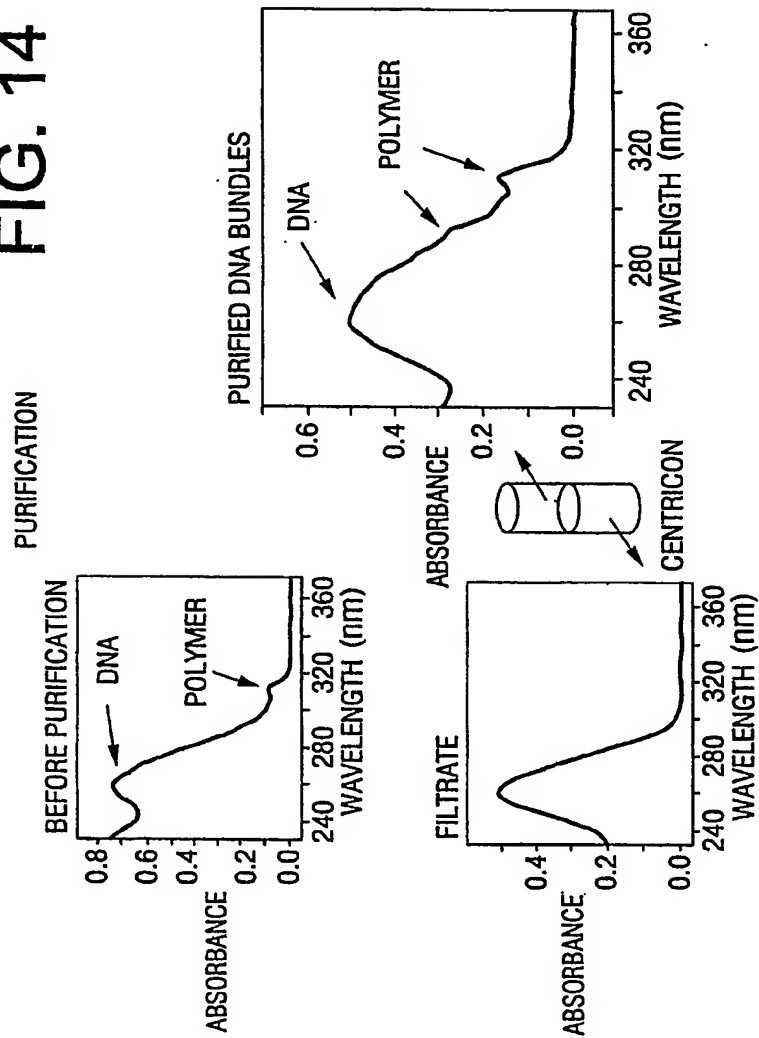 FIG. 14
PURIFICATION
BEFORE PURIFICATION
DNA
POLYMER
0.8
0.6
0.4
0.2
0.0
ABSORBANCE
240 280 320 360
WAVELENGTH (nm)
FILTRATE
0.4
0.2
0.0
ABSORBANCE
240 280 320 360
WAVELENGTH (nm)
CENTRICON
PURIFIED DNA BUNDLES
DNA
POLYMER
0.6
0.4
0.2
0.0
ABSORBANCE
240 280 320 360
WAVELENGTH (nm)